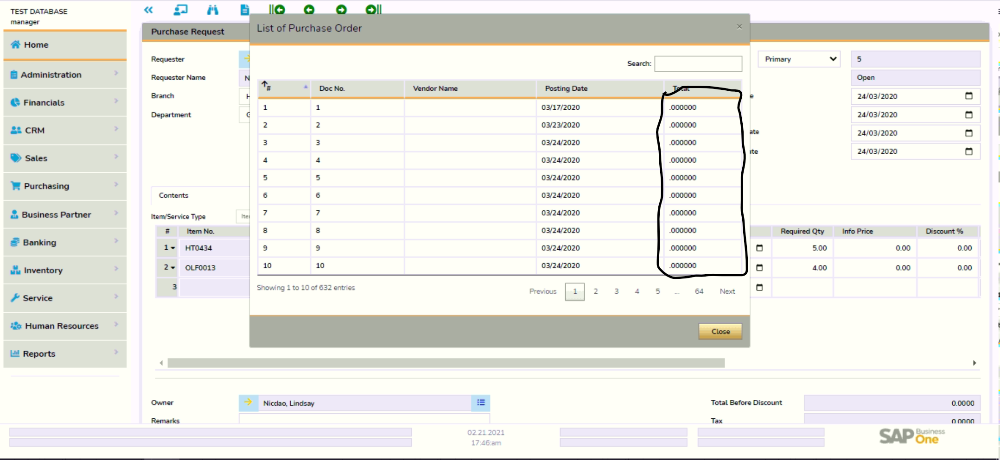 TEST DATABASE
manager
Home
Administration
Financials
CRM
Sales
Purchasing
Business Partner
Banking
Inventory
Service
Human Resources
Reports
Purchase Request
Requester
Requester Name
N
Branch
H
Department
Contents
Item/Service Type
# Item No.
1 HT0434
2 OLF0013
3
List of Purchase Order ×
Search:
# Doc No. Vendor Name Posting Date Total
1 1 03/17/2020 .000000
2 2 03/23/2020 .000000
3 3 03/24/2020 .000000
4 4 03/24/2020 .000000
5 5 03/24/2020 .000000
6 6 03/24/2020 .000000
7 7 03/24/2020 .000000
8 8 03/24/2020 .000000
9 9 03/24/2020 .000000
10 10 03/24/2020 .000000
Showing 1 to 10 of 632 entries
Previous 1 2 3 4 5 ... 64 Next
Close
Primary 5
Open
e 24/03/2020
24/03/2020
ate 24/03/2020
te 24/03/2020
Required Qty Info Price Discount %
5.00 0.00 0.00
4.00 0.00 0.00
Owner Nicdao, Lindsay
Remarks
Total Before Discount 0.0000
Tax 0.0000
02.21.2021
17:46:am
SAP Business One